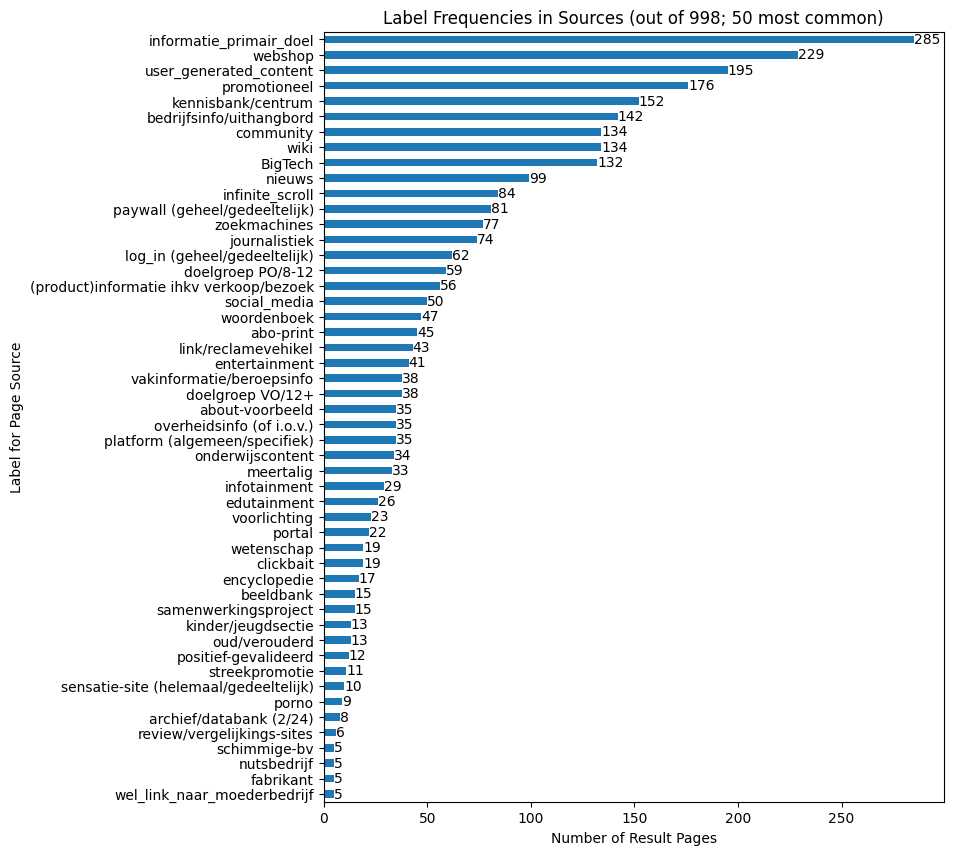 Label Frequencies in Sources (out of 998; 50 most common)
informatie_primair_doel 285
webshop 229
user_generated_content 195
promotioneel 176
kennisbank/centrum 152
bedrijfsinfo/uithangbord 142
community 134
wiki 134
BigTech 132
nieuws 99
infinite_scroll 84
paywall (geheel/gedeeltelijk) 81
zoekmachines 77
journalistiek 74
log_in (geheel/gedeeltelijk) 62
doelgroep PO/8-12 59
(product)informatie ihkv verkoop/bezoek 56
social_media 50
woordenboek 47
abo-print 45
link/reclamevehikel 43
entertainment 41
vakinformatie/beroepsinfo 38
doelgroep VO/12+ 38
about-voorbeeld 35
overheidsinfo (of i.o.v.) 35
platform (algemeen/specifiek) 35
onderwijscontent 34
meertalig 33
infotainment 29
edutainment 26
voorlichting 23
portal 22
wetenschap 19
clickbait 19
encyclopedie 17
beeldbank 15
samenwerkingsproject 15
kinder/jeugdsectie 13
oud/verouderd 13
positief-gevalideerd 12
streekpromotie 11
sensatie-site (helemaal/gedeeltelijk) 10
porno 9
archief/databank (2/24) 8
review/vergelijkings-sites 6
schimmige-bv 5
nutsbedrijf 5
fabrikant 5
wel_link_naar_moederbedrijf 5
0 50 100 150 200 250
Number of Result Pages
Label for Page Source